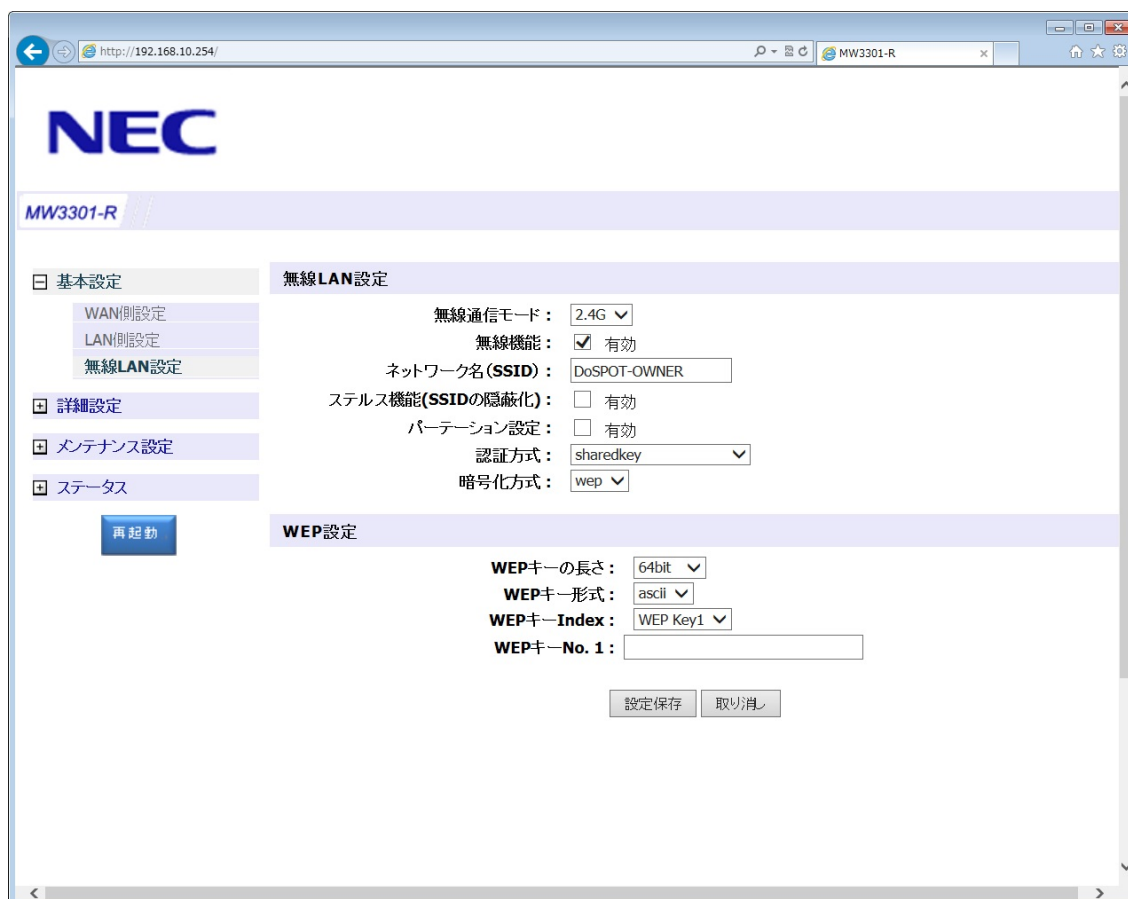 http://192.168.10.254/
MW3301-R
NEC
MW3301-R
基本設定
WAN側設定
LAN側設定
無線LAN設定
詳細設定
メンテナンス設定
ステータス
再起動
無線LAN設定
無線通信モード： 2.4G
無線機能： 有効
ネットワーク名(SSID)： DoSPOT-OWNER
ステルス機能(SSIDの隠蔽化)： 有効
パーテーション設定： 有効
認証方式： sharedkey
暗号化方式： wep
WEP設定
WEPキーの長さ： 64bit
WEPキー形式： ascii
WEPキーIndex： WEP Key1
WEPキーNo. 1：
設定保存 取り消し